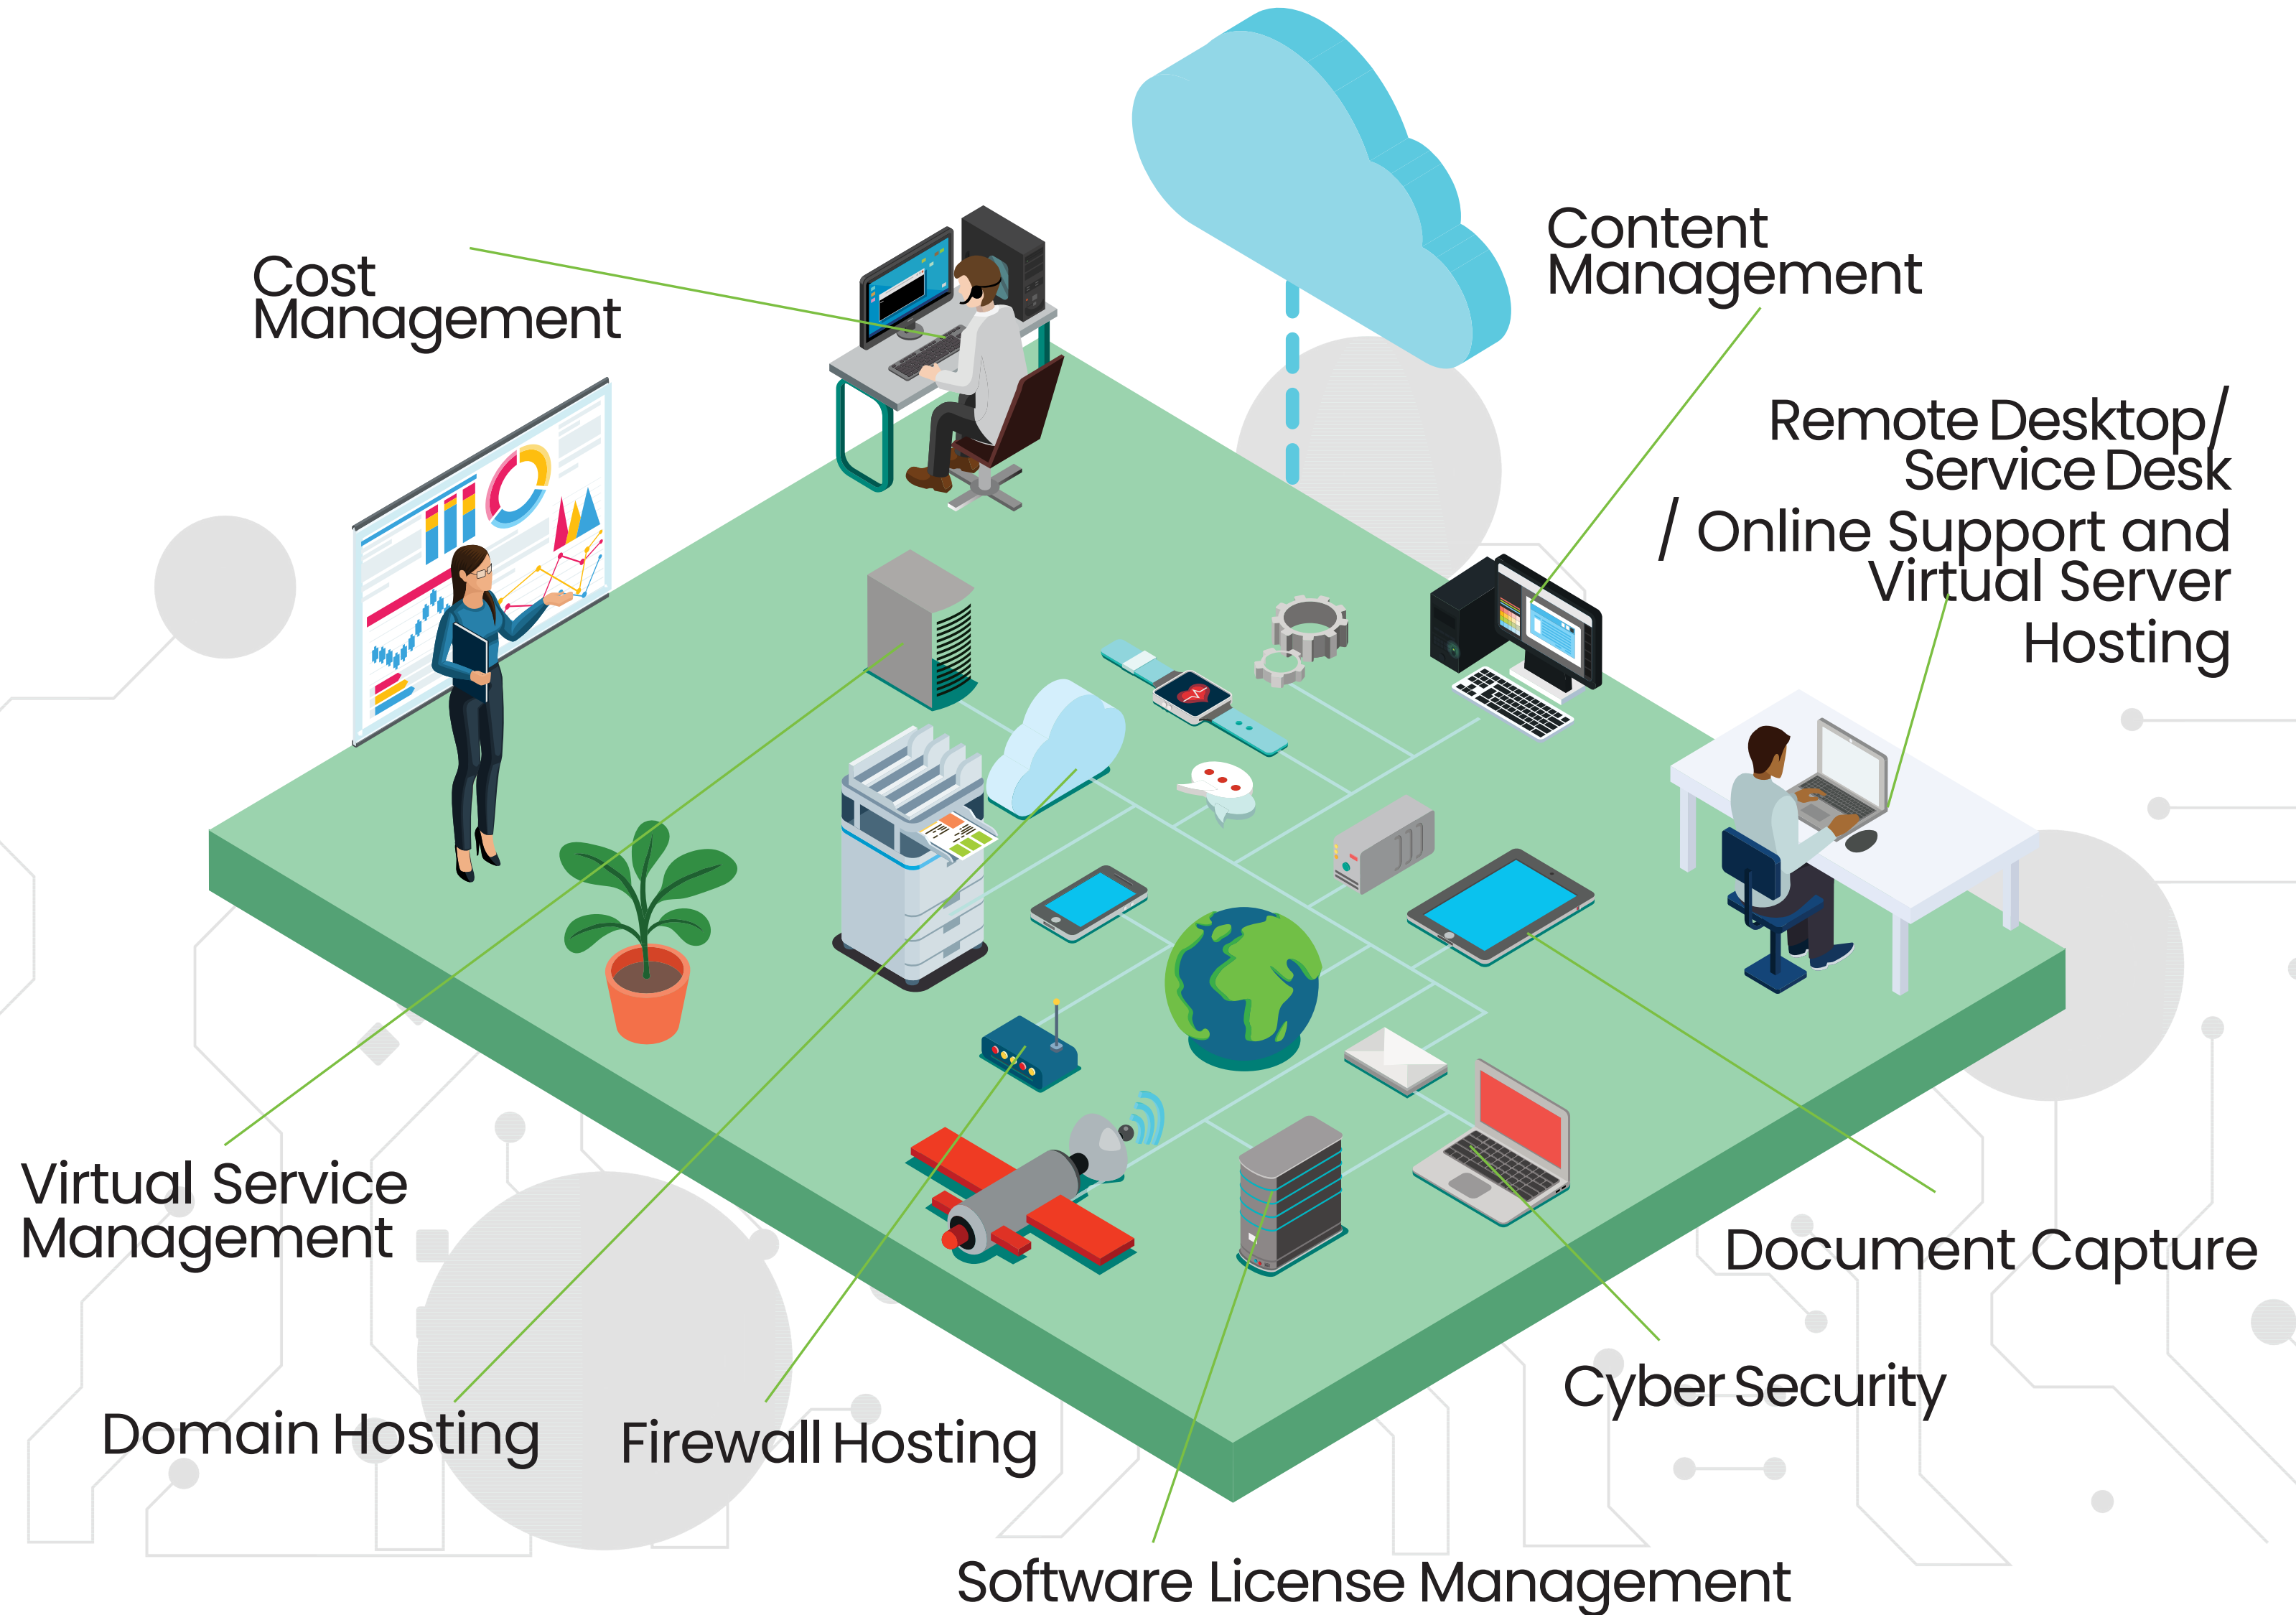 Cost
Management
Content
Management
Remote Desktop/
Service Desk
/ Online Support and
Virtual Server
Hosting
Virtual Service
Management
Document Capture
Cyber Security
Domain Hosting
Firewall Hosting
Software License Management